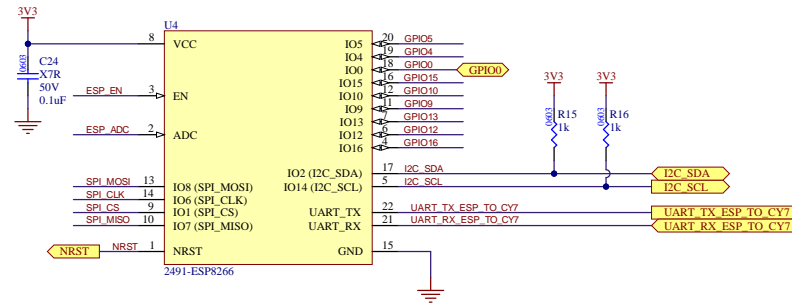 3V3
U4
8 VCC
0603
C24
X7R
50V
0.1uF
ESP_EN 3 EN
ESP_ADC 2 ADC
SPI_MOSI 13 IO8 (SPI_MOSI)
SPI_CLK 14 IO6 (SPI_CLK)
SPI_CS 9 IO1 (SPI_CS)
SPI_MISO 10 IO7 (SPI_MISO)
NRST NRST 1 NRST
2491-ESP8266
IO5 20 GPIO5
IO4 19 GPIO4
IO0 18 GPIO0 GPIO0
IO15 16 GPIO15
IO10 12 GPIO10
IO9 11 GPIO9
IO13 7 GPIO13
IO12 6 GPIO12
IO16 4 GPIO16
3V3 3V3
0603 R15 1k
0603 R16 1k
IO2 (I2C_SDA) 17 I2C_SDA I2C_SDA
IO14 (I2C_SCL) 5 I2C_SCL I2C_SCL
UART_TX 22 UART_TX_ESP_TO_CY7 UART_TX_ESP_TO_CY7
UART_RX 21 UART_RX_ESP_TO_CY7 UART_RX_ESP_TO_CY7
GND 15